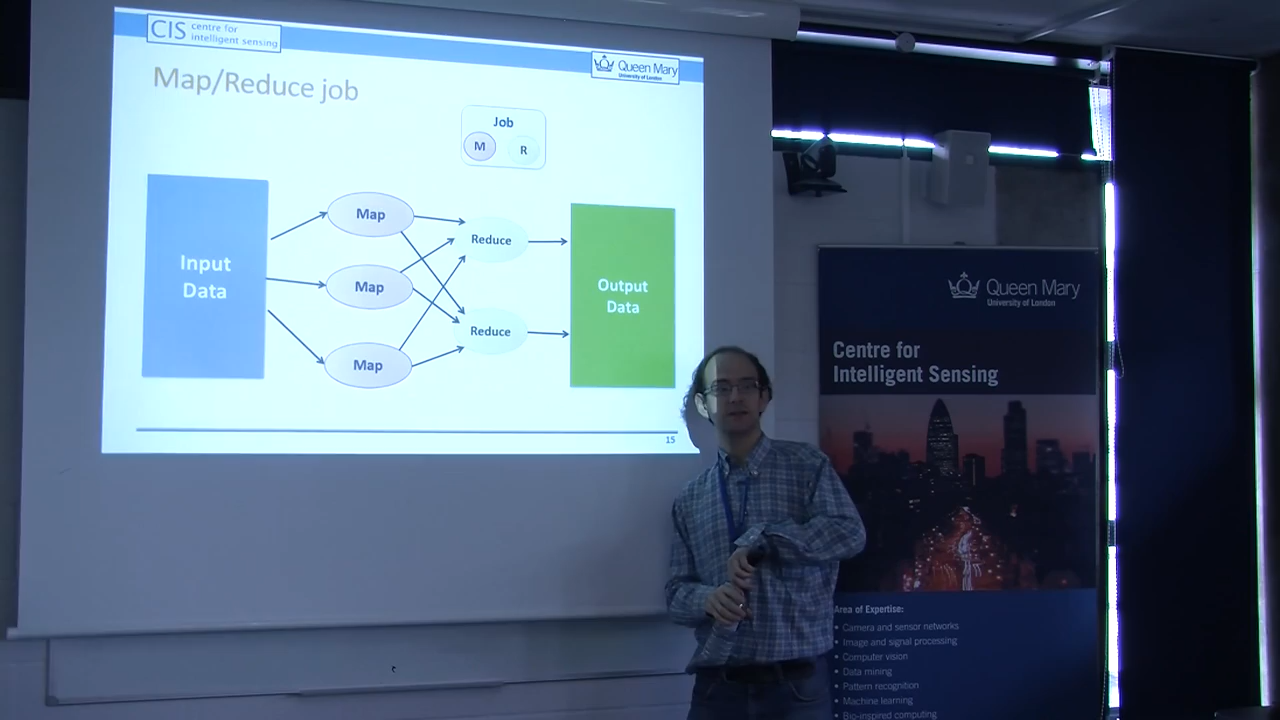 CIS centre for
intelligent sensing
Queen Mary
University of London
Map/Reduce job
Job
M R
Input
Data
Map
Map
Map
Reduce
Reduce
Output
Data
15
Queen Mary
University of London
Centre for
Intelligent Sensing
Area of Expertise:
• Camera and sensor networks
• Image and signal processing
• Computer vision
• Data mining
• Pattern recognition
• Machine learning
• Bio-inspired computing